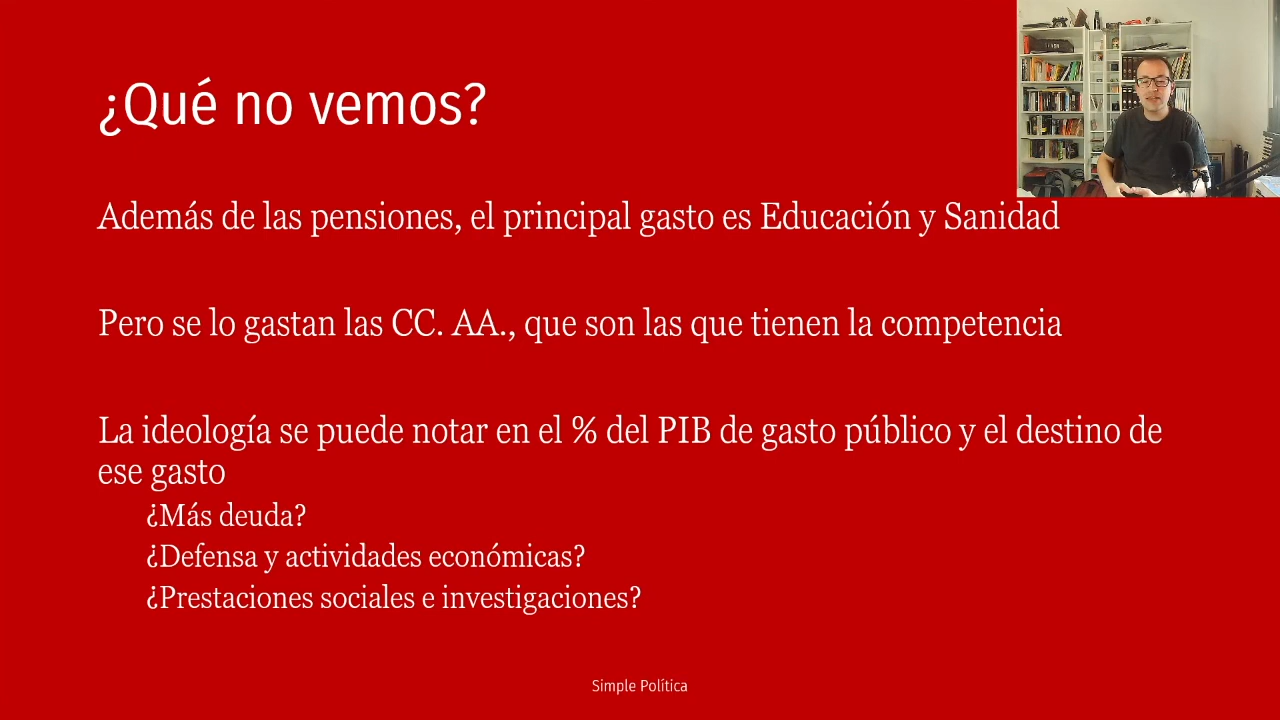 ¿Qué no vemos?
Además de las pensiones, el principal gasto es Educación y Sanidad
Pero se lo gastan las CC. AA., que son las que tienen la competencia
La ideología se puede notar en el % del PIB de gasto público y el destino de
ese gasto
¿Más deuda?
¿Defensa y actividades económicas?
¿Prestaciones sociales e investigaciones?
Simple Política